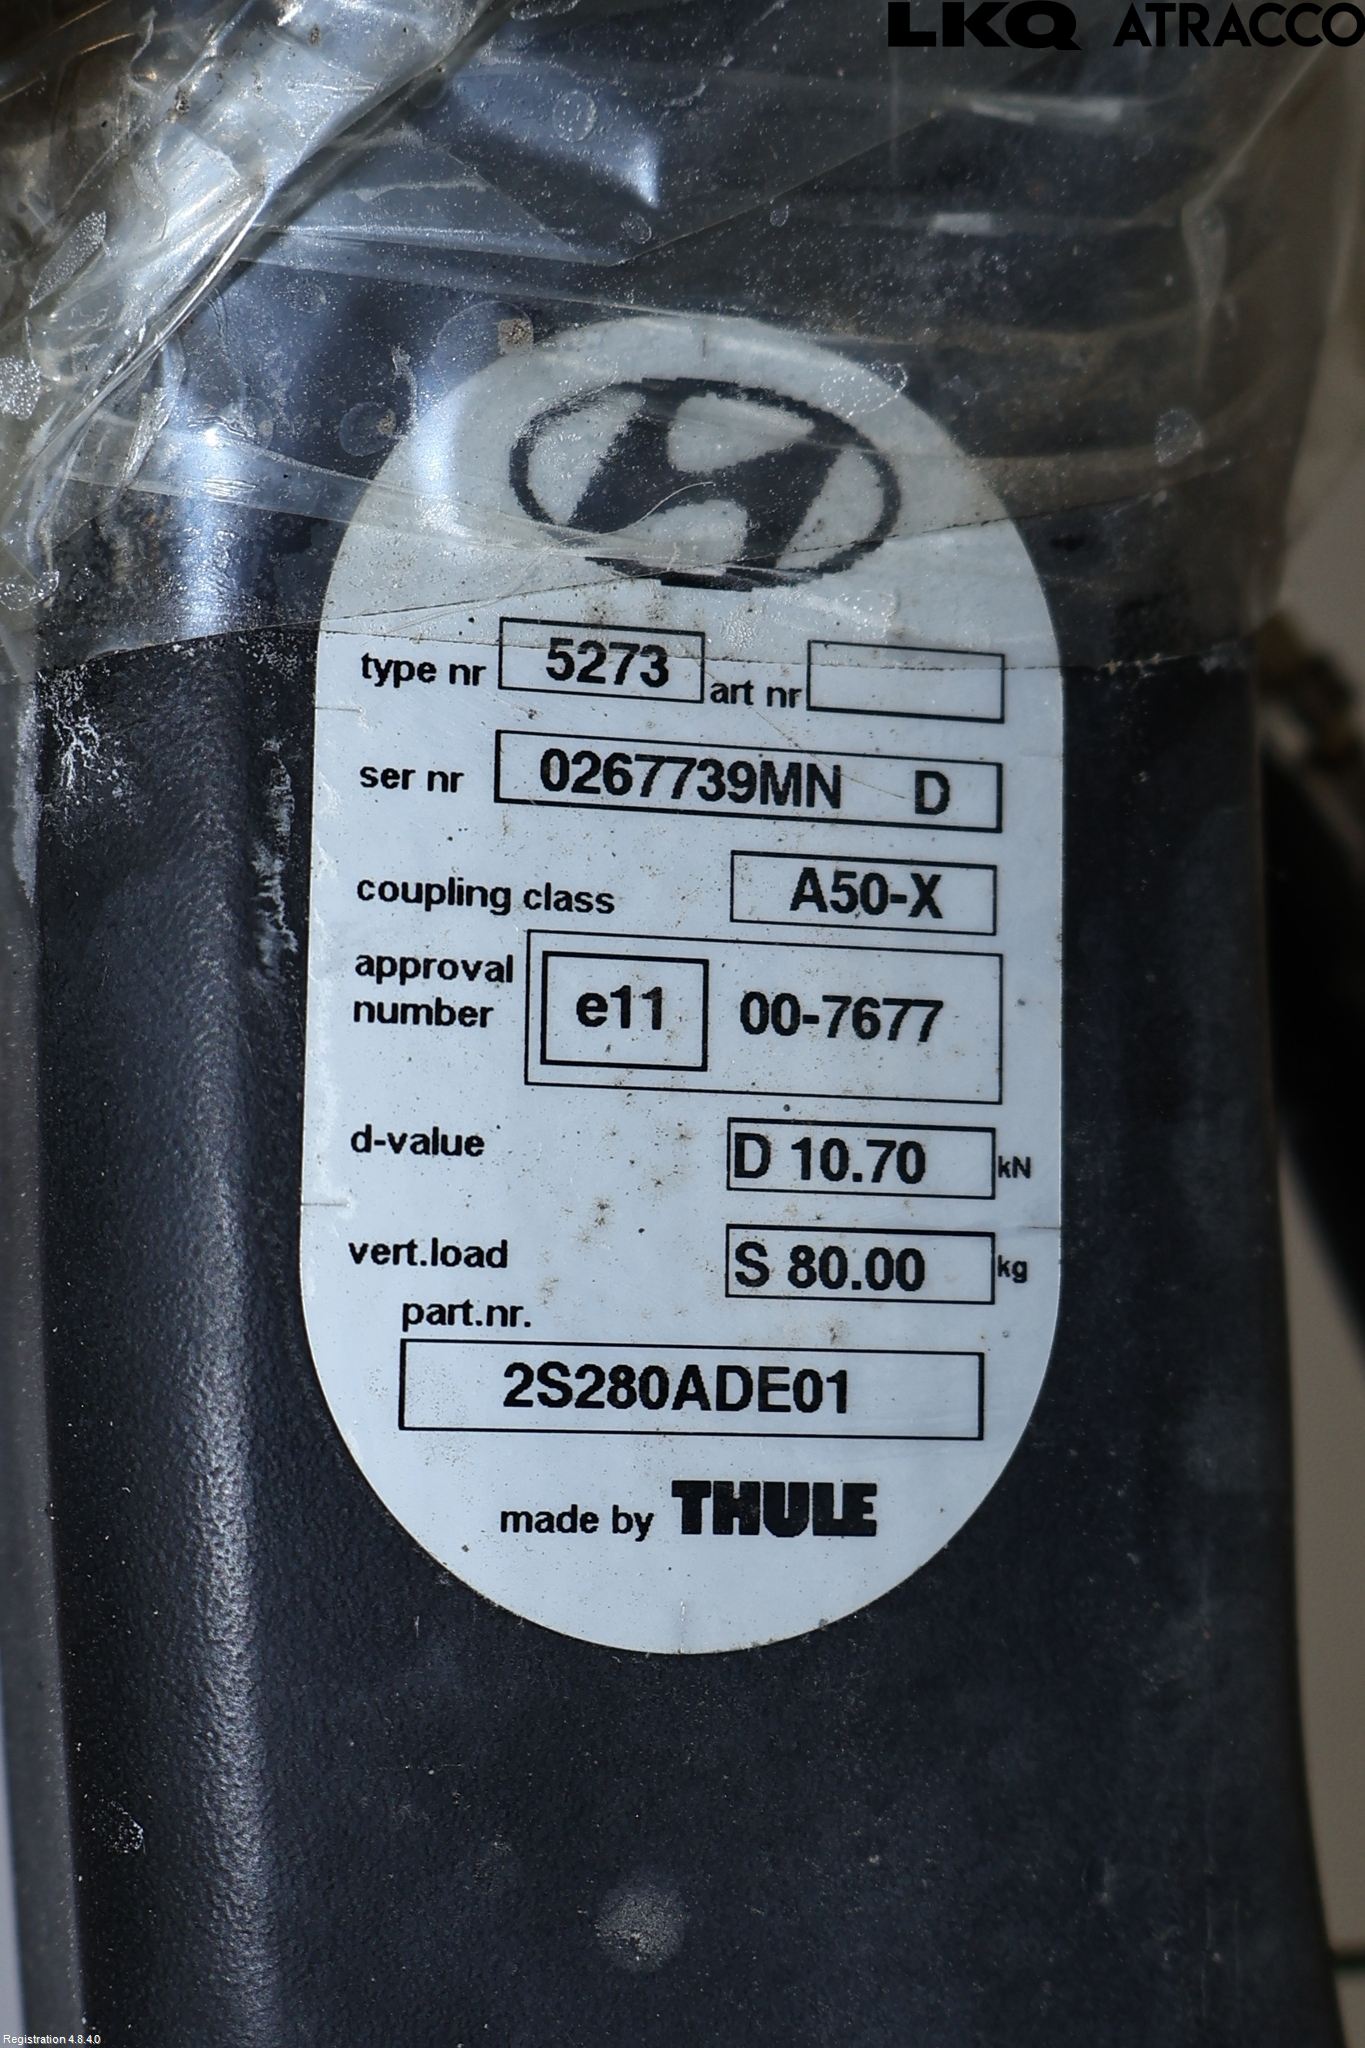 LKQ ATRACCO
type nr 5273 art nr
ser nr 0267739MN D
coupling class A50-X
approval number e11 00-7677
d-value D 10.70 kN
vert.load S 80.00 kg
part.nr.
2S280ADE01
made by THULE
Registration 4.8.4.0